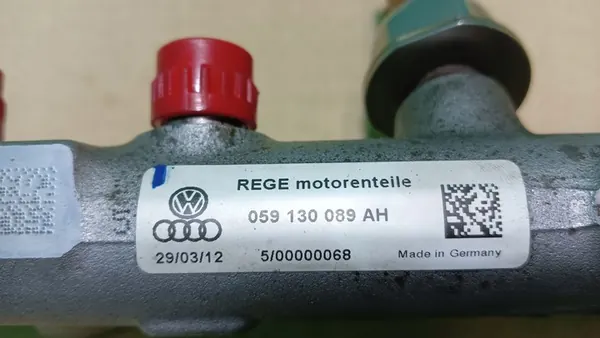 REGE motorenteile
059 130 089 AH
29/03/12 5/00000068 Made in Germany